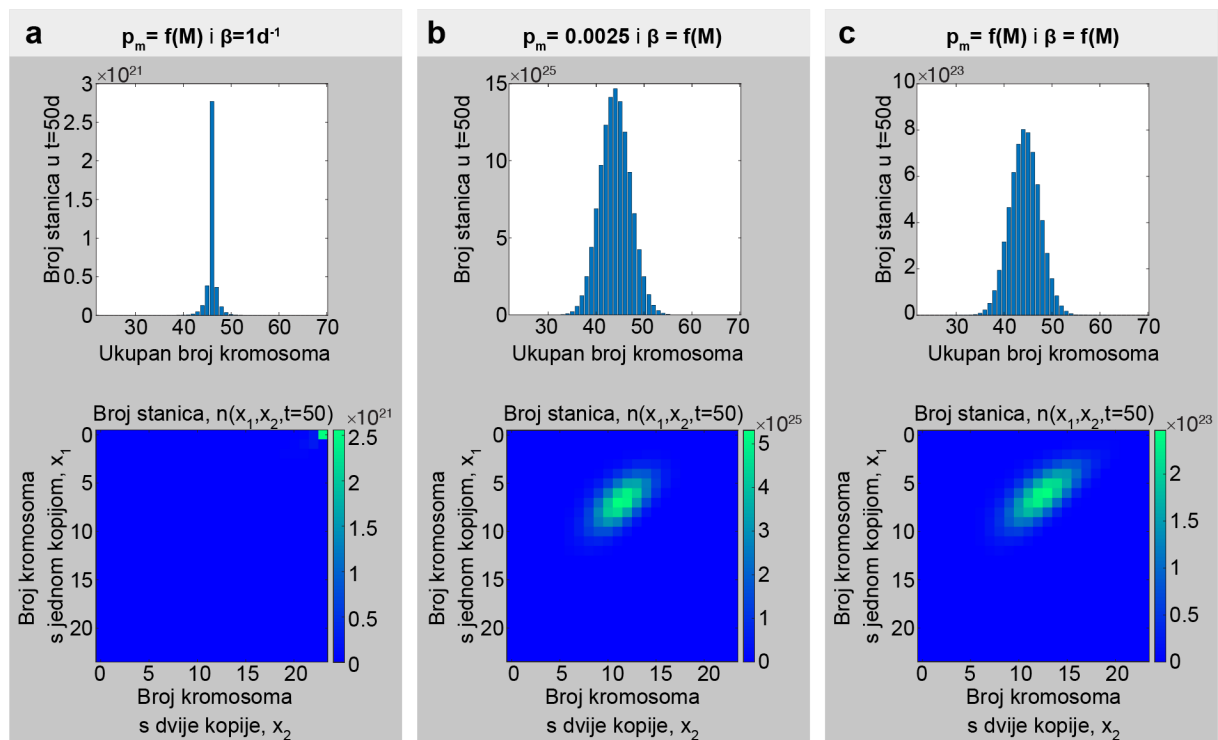 a
pm = f(M) i β=1d⁻¹
×10²¹
3
2.5
2
1.5
1
0.5
0
Broj stanica u t=50d
30 40 50 60 70
Ukupan broj kromosoma
Broj stanica, n(x₁,x₂,t=50)
×10²¹
0
5
10
15
20
Broj kromosoma
s jednom kopijom, x₁
2.5
2
1.5
1
0.5
0
0 5 10 15 20
Broj kromosoma
s dvije kopije, x₂
b
pm = 0.0025 i β = f(M)
×10²⁵
15
10
5
0
Broj stanica u t=50d
30 40 50 60 70
Ukupan broj kromosoma
Broj stanica, n(x₁,x₂,t=50)
×10²⁵
0
5
10
15
20
Broj kromosoma
s jednom kopijom, x₁
5
4
3
2
1
0
0 5 10 15 20
Broj kromosoma
s dvije kopije, x₂
c
pm = f(M) i β = f(M)
×10²³
10
8
6
4
2
0
Broj stanica u t=50d
30 40 50 60 70
Ukupan broj kromosoma
Broj stanica, n(x₁,x₂,t=50)
×10²³
0
5
10
15
20
Broj kromosoma
s jednom kopijom, x₁
2
1.5
1
0.5
0
0 5 10 15 20
Broj kromosoma
s dvije kopije, x₂